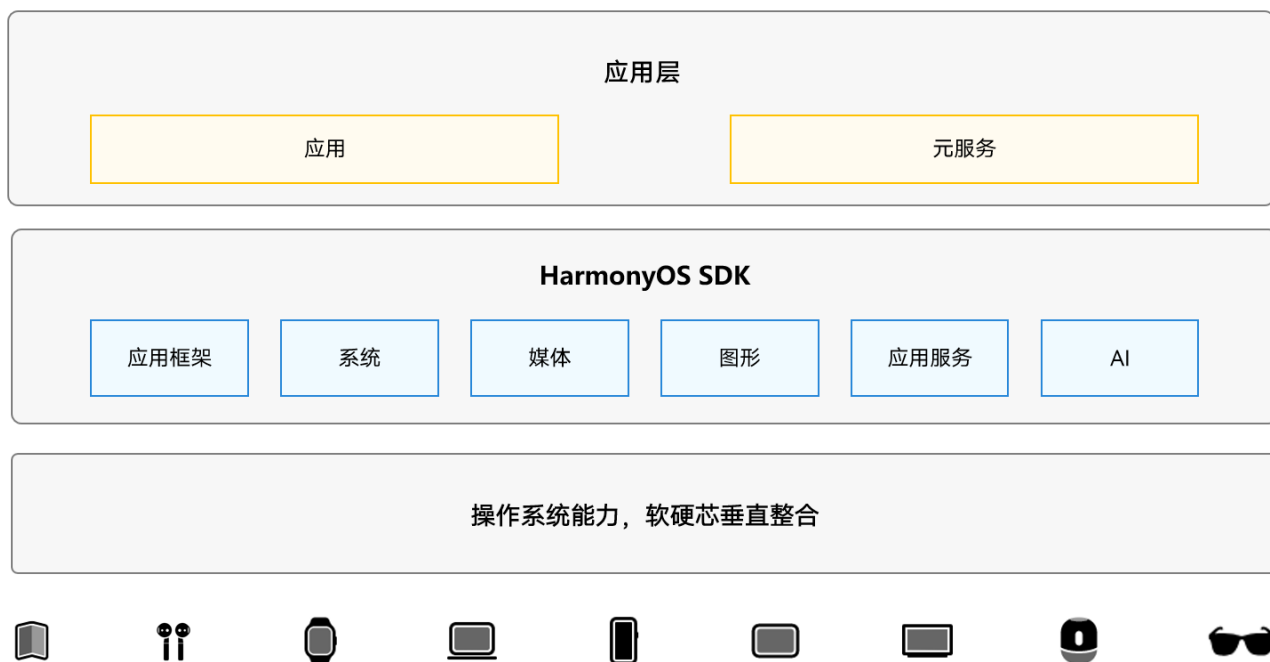 应用层
应用
元服务
HarmonyOS SDK
应用框架
系统
媒体
图形
应用服务
AI
操作系统能力，软硬芯垂直整合